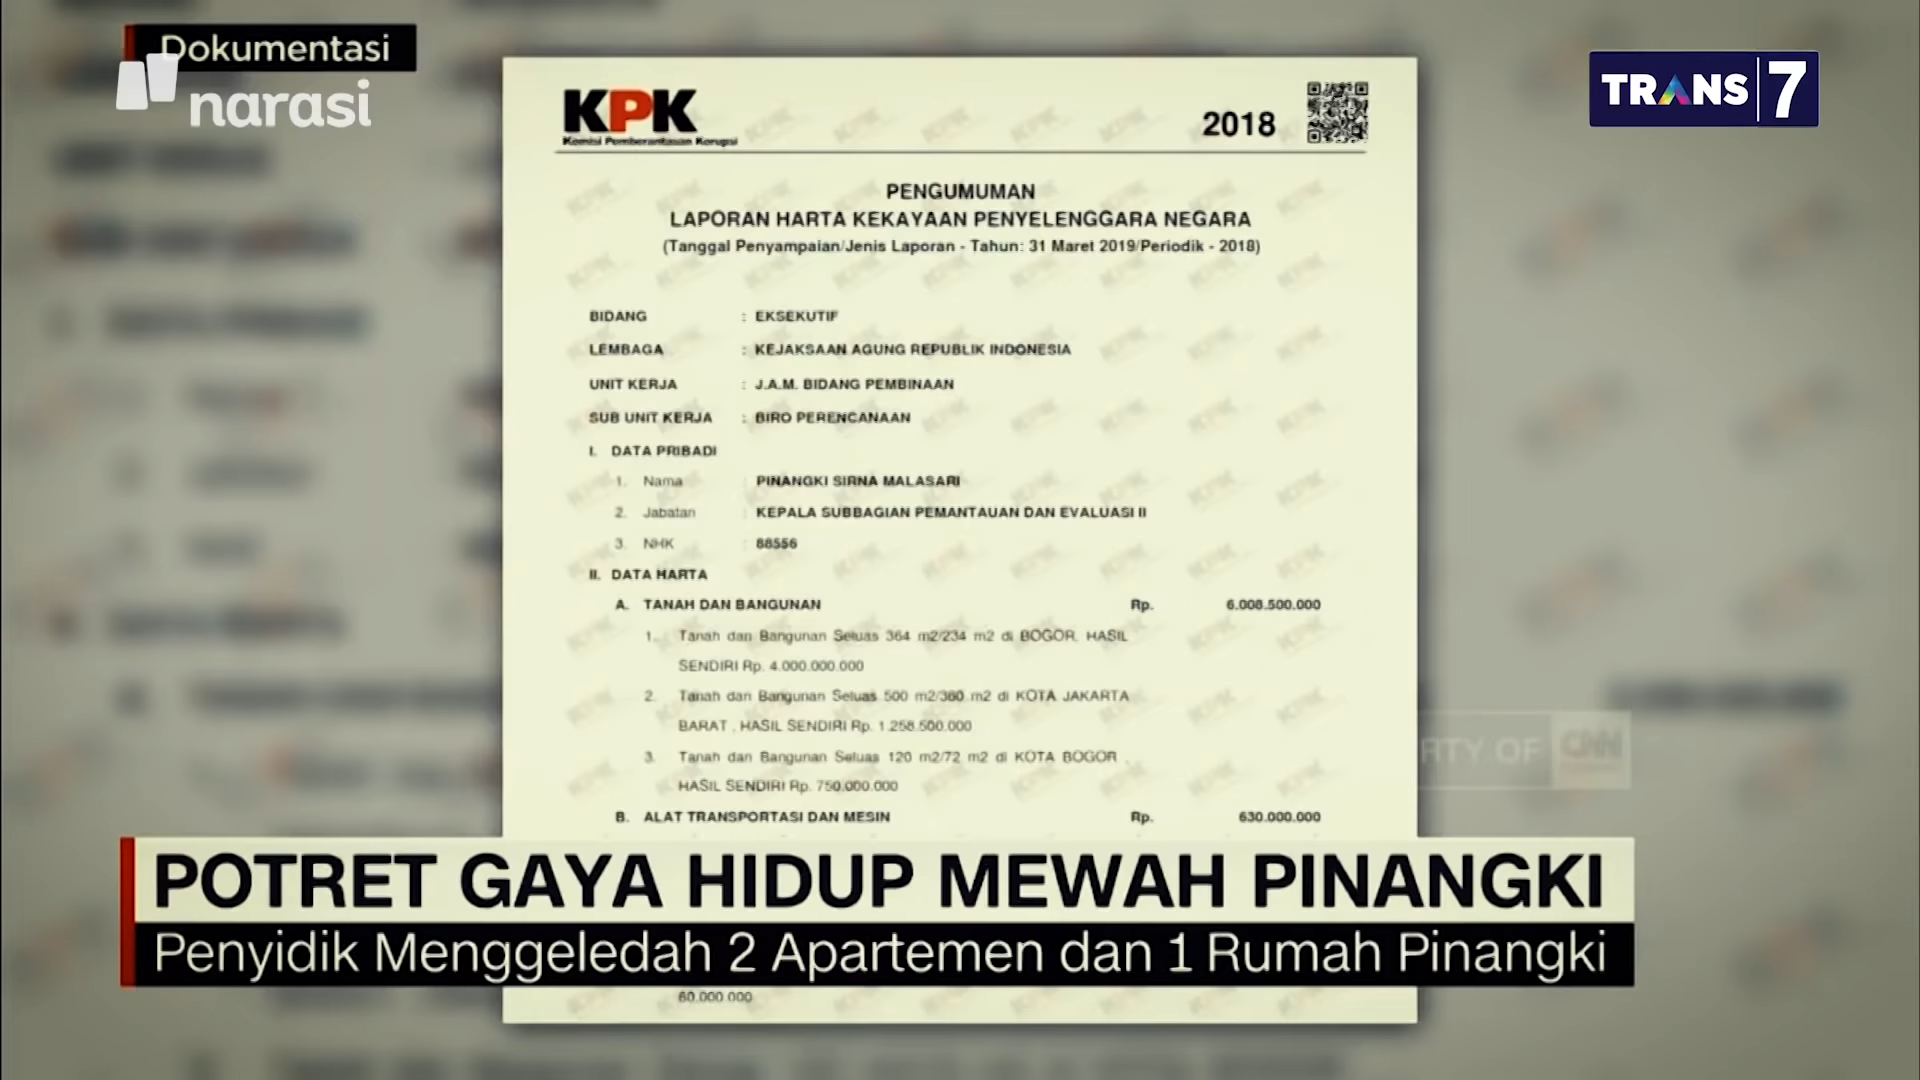 Dokumentasi
narasi
TRANS 7
KPK
Komisi Pemberantasan Korupsi
2018
PENGUMUMAN
LAPORAN HARTA KEKAYAAN PENYELENGGARA NEGARA
(Tanggal Penyampaian/Jenis Laporan - Tahun: 31 Maret 2019/Periodik - 2018)
BIDANG : EKSEKUTIF
LEMBAGA : KEJAKSAAN AGUNG REPUBLIK INDONESIA
UNIT KERJA : J.A.M. BIDANG PEMBINAAN
SUB UNIT KERJA : BIRO PERENCANAAN
I. DATA PRIBADI
1. Nama : PINANGKI SIRNA MALASARI
2. Jabatan : KEPALA SUBBAGIAN PEMANTAUAN DAN EVALUASI II
3. NHK : 88556
II. DATA HARTA
A. TANAH DAN BANGUNAN Rp. 6.008.500.000
1. Tanah dan Bangunan Seluas 364 m2/234 m2 di BOGOR, HASIL
SENDIRI Rp. 4.000.000.000
2. Tanah dan Bangunan Seluas 500 m2/360 m2 di KOTA JAKARTA
BARAT , HASIL SENDIRI Rp. 1.258.500.000
3. Tanah dan Bangunan Seluas 120 m2/72 m2 di KOTA BOGOR ,
HASIL SENDIRI Rp. 750.000.000
B. ALAT TRANSPORTASI DAN MESIN Rp. 630.000.000
RTY OF CNN
POTRET GAYA HIDUP MEWAH PINANGKI
Penyidik Menggeledah 2 Apartemen dan 1 Rumah Pinangki
60.000.000